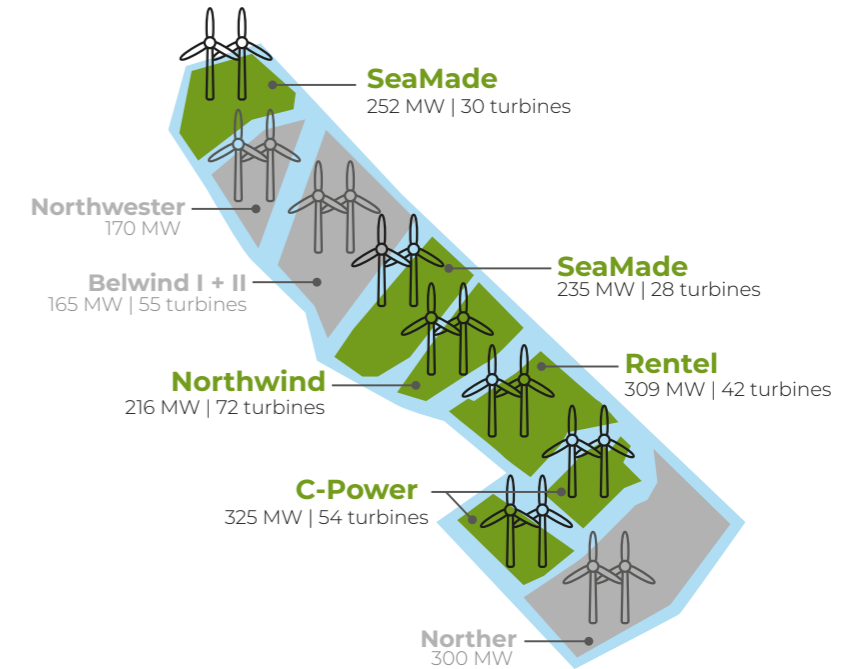 SeaMade
252 MW | 30 turbines
Northwester
170 MW
SeaMade
235 MW | 28 turbines
Belwind I + II
165 MW | 55 turbines
Rentel
309 MW | 42 turbines
Northwind
216 MW | 72 turbines
C-Power
325 MW | 54 turbines
Norther
300 MW